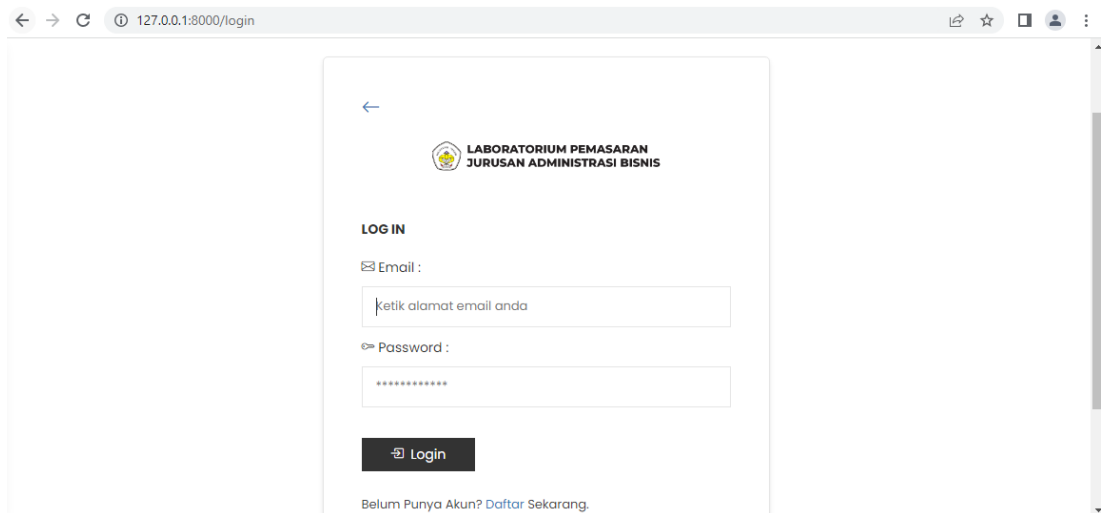 127.0.0.1:8000/login
LABORATORIUM PEMASARAN
JURUSAN ADMINISTRASI BISNIS
LOG IN
Email :
Ketik alamat email anda
Password :
************
Login
Belum Punya Akun? Daftar Sekarang.